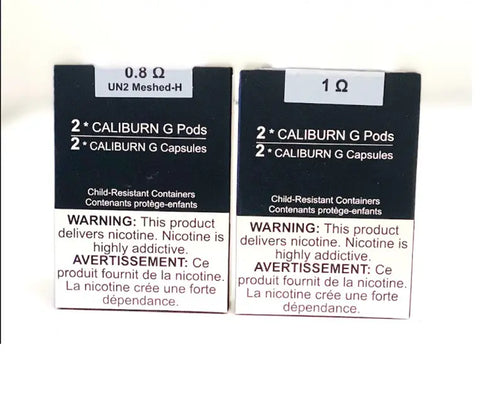 0.8 Ω
UN2 Meshed-H
2 * CALIBURN G Pods
2 * CALIBURN G Capsules
Child-Resistant Containers
Contenants protège-enfants
WARNING: This product
delivers nicotine. Nicotine is
highly addictive.
AVERTISSEMENT: Ce
produit fournit de la nicotine.
La nicotine crée une forte
dépendance.
1 Ω
2 * CALIBURN G Pods
2 * CALIBURN G Capsules
Child-Resistant Containers
Contenants protège-enfants
WARNING: This product
delivers nicotine. Nicotine is
highly addictive.
AVERTISSEMENT: Ce
produit fournit de la nicotine.
La nicotine crée une forte
dépendance.